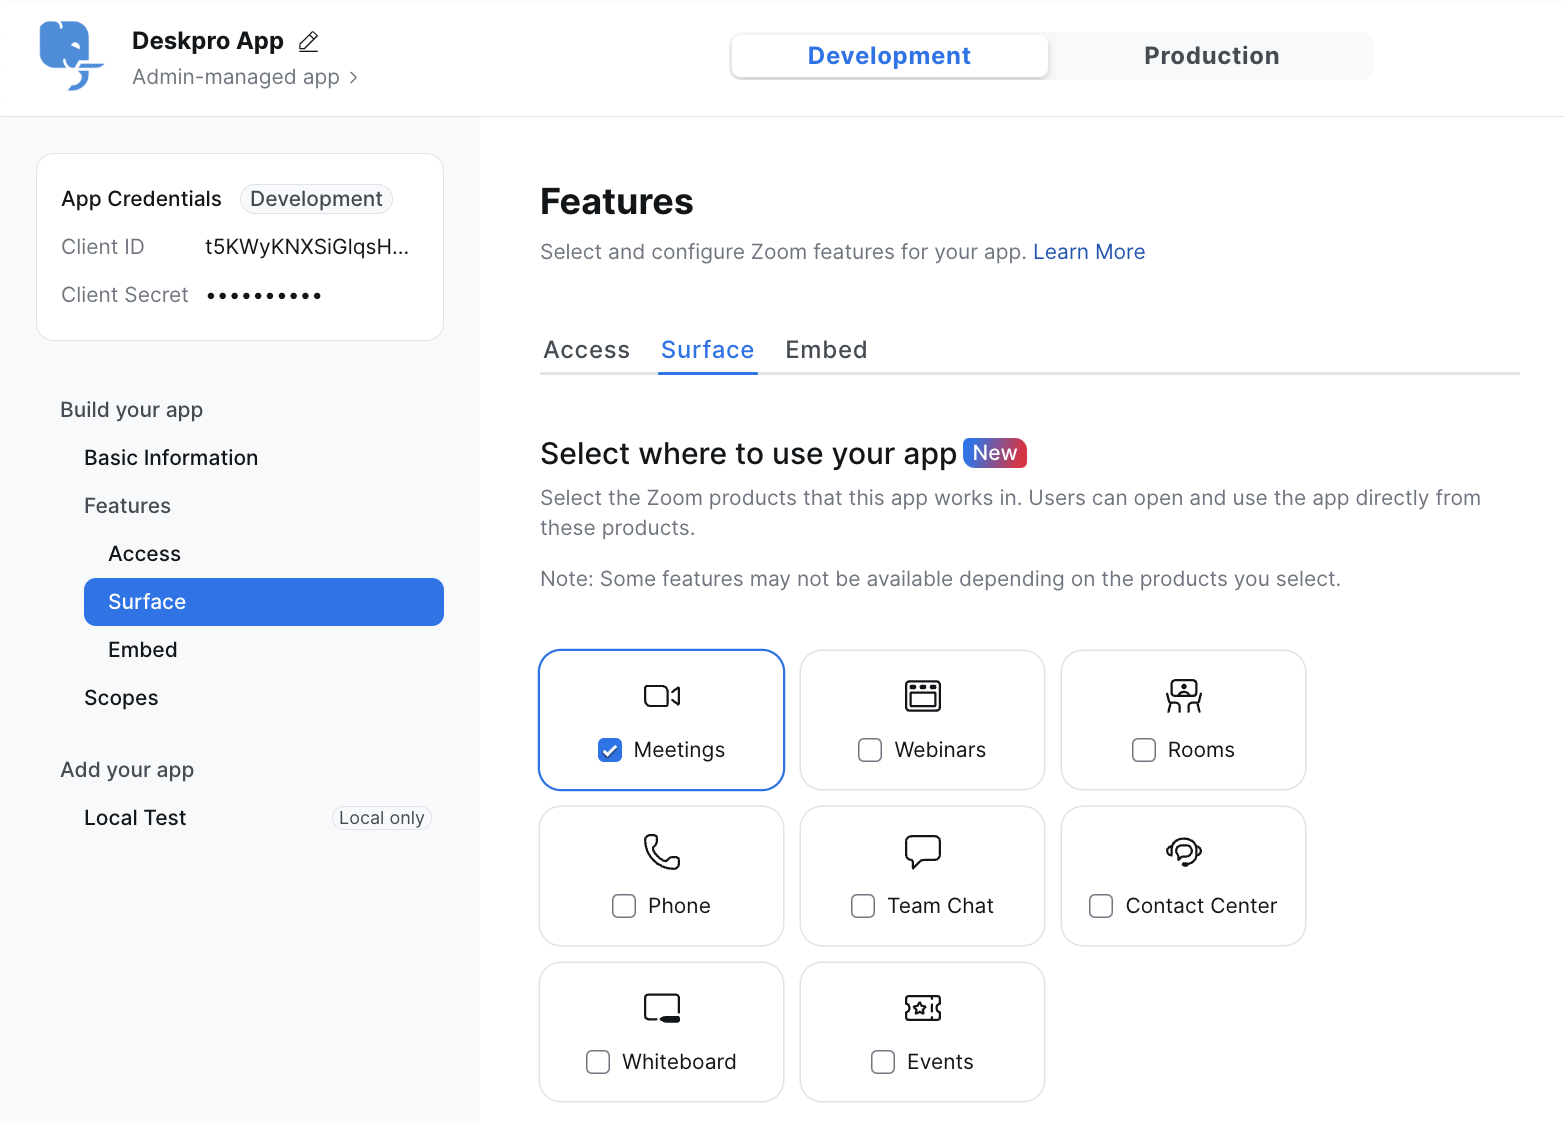 Deskpro App
Admin-managed app
Development
Production
App Credentials
Development
Client ID
t5KWyKNXSiGIqsH...
Client Secret
••••••••••
Build your app
Basic Information
Features
Access
Surface
Embed
Scopes
Add your app
Local Test
Local only
Features
Select and configure Zoom features for your app. Learn More
Access
Surface
Embed
Select where to use your app New
Select the Zoom products that this app works in. Users can open and use the app directly from
these products.
Note: Some features may not be available depending on the products you select.
Meetings
Webinars
Rooms
Phone
Team Chat
Contact Center
Whiteboard
Events